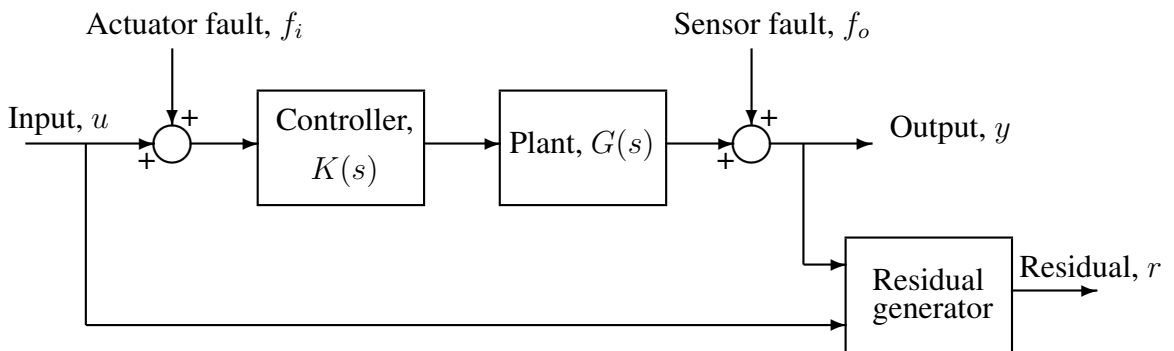 Actuator fault, f_i
Sensor fault, f_o
Input, u
+
+
Controller,
K(s)
Plant, G(s)
+
+
Output, y
Residual
generator
Residual, r